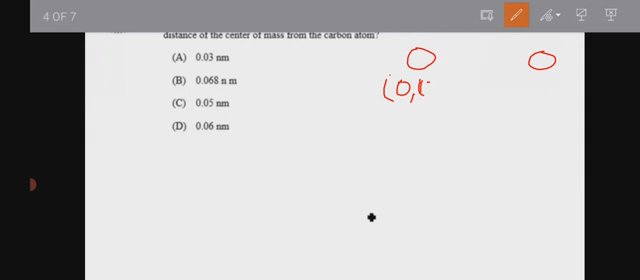 4 OF 7
distance of the center of mass from the carbon atom?
(A) 0.03 nm
(B) 0.068 n m
(C) 0.05 nm
(D) 0.06 nm
(0,